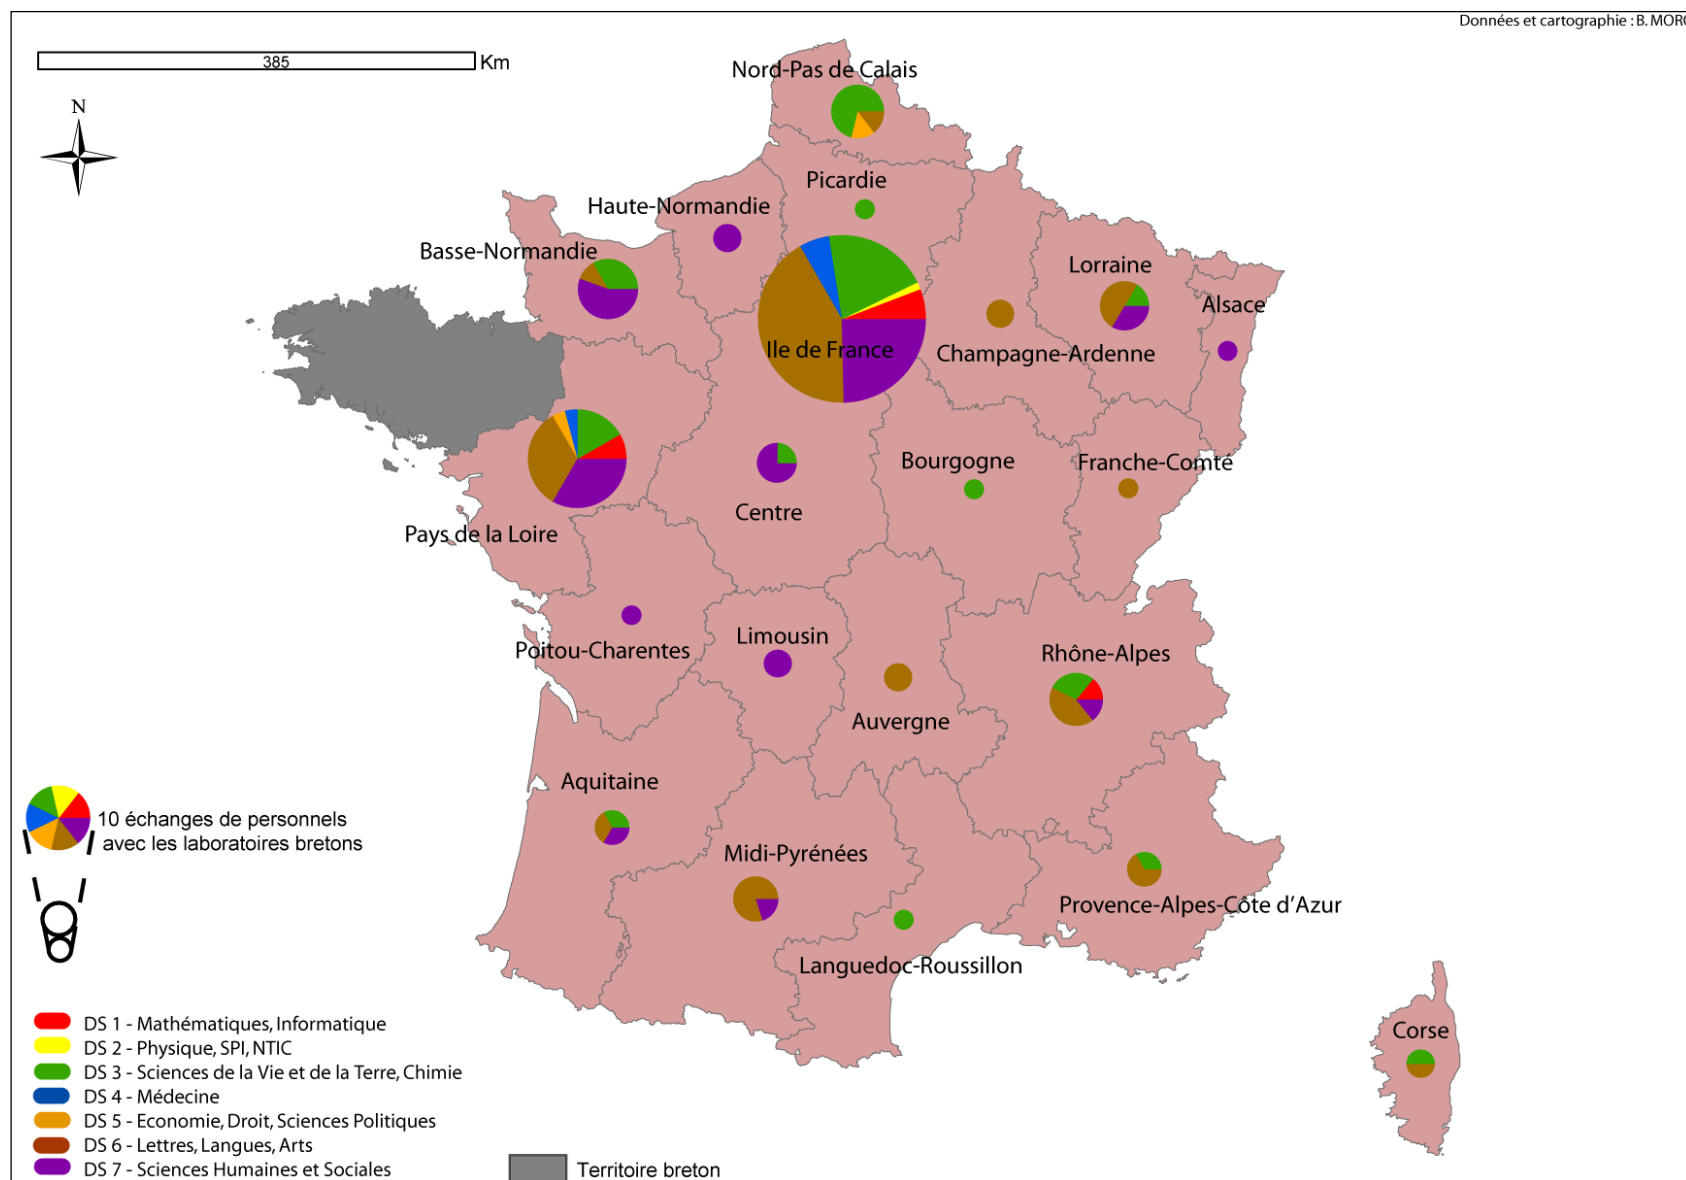 Données et cartographie : B.
385 Km
N
Nord-Pas de Calais
Picardie
Haute-Normandie
Basse-Normandie
Lorraine
Alsace
Ile de France
Champagne-Ardenne
Bourgogne
Franche-Comté
Centre
Pays de la Loire
Poitou-Charentes
Limousin
Rhône-Alpes
Auvergne
Aquitaine
Midi-Pyrénées
Provence-Alpes-Côte d'Azur
Languedoc-Roussillon
Corse
10 échanges de personnels
avec les laboratoires bretons
DS 1 - Mathématiques, Informatique
DS 2 - Physique, SPI, NTIC
DS 3 - Sciences de la Vie et de la Terre, Chimie
DS 4 - Médecine
DS 5 - Economie, Droit, Sciences Politiques
DS 6 - Lettres, Langues, Arts
DS 7 - Sciences Humaines et Sociales
Territoire breton